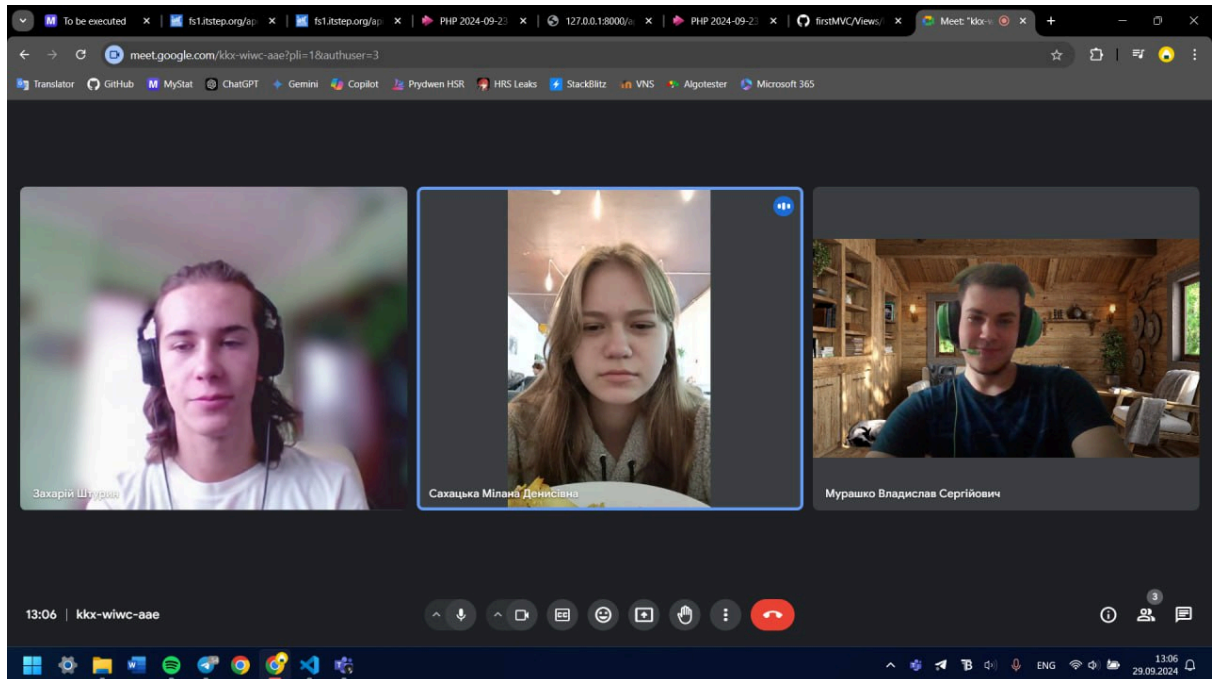 To be executed
fs1.itstep.org/ap
fs1.itstep.org/ap
PHP 2024-09-23
127.0.0.1:8000/a
PHP 2024-09-23
firstMVC/Views/
Meet: "kkx-w
meet.google.com/kkx-wiwc-aae?pli=1&authuser=3
Translator GitHub MyStat ChatGPT Gemini Copilot Prydwen HSR HRS Leaks StackBlitz VNS Algotester Microsoft 365
Захарій Штурин
Сахацька Мілана Денисівна
Мурашко Владислав Сергійович
13:06 | kkx-wiwc-aae
3
ENG
13:06
29.09.2024